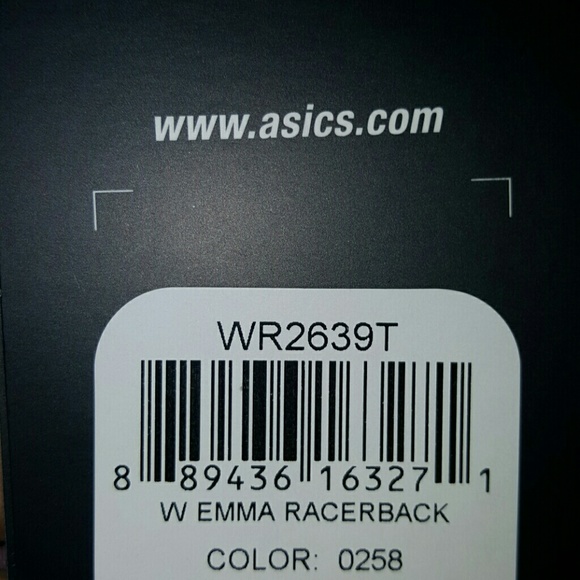 www.asics.com
WR2639T
8 89436 16327 1
W EMMA RACERBACK
COLOR: 0258